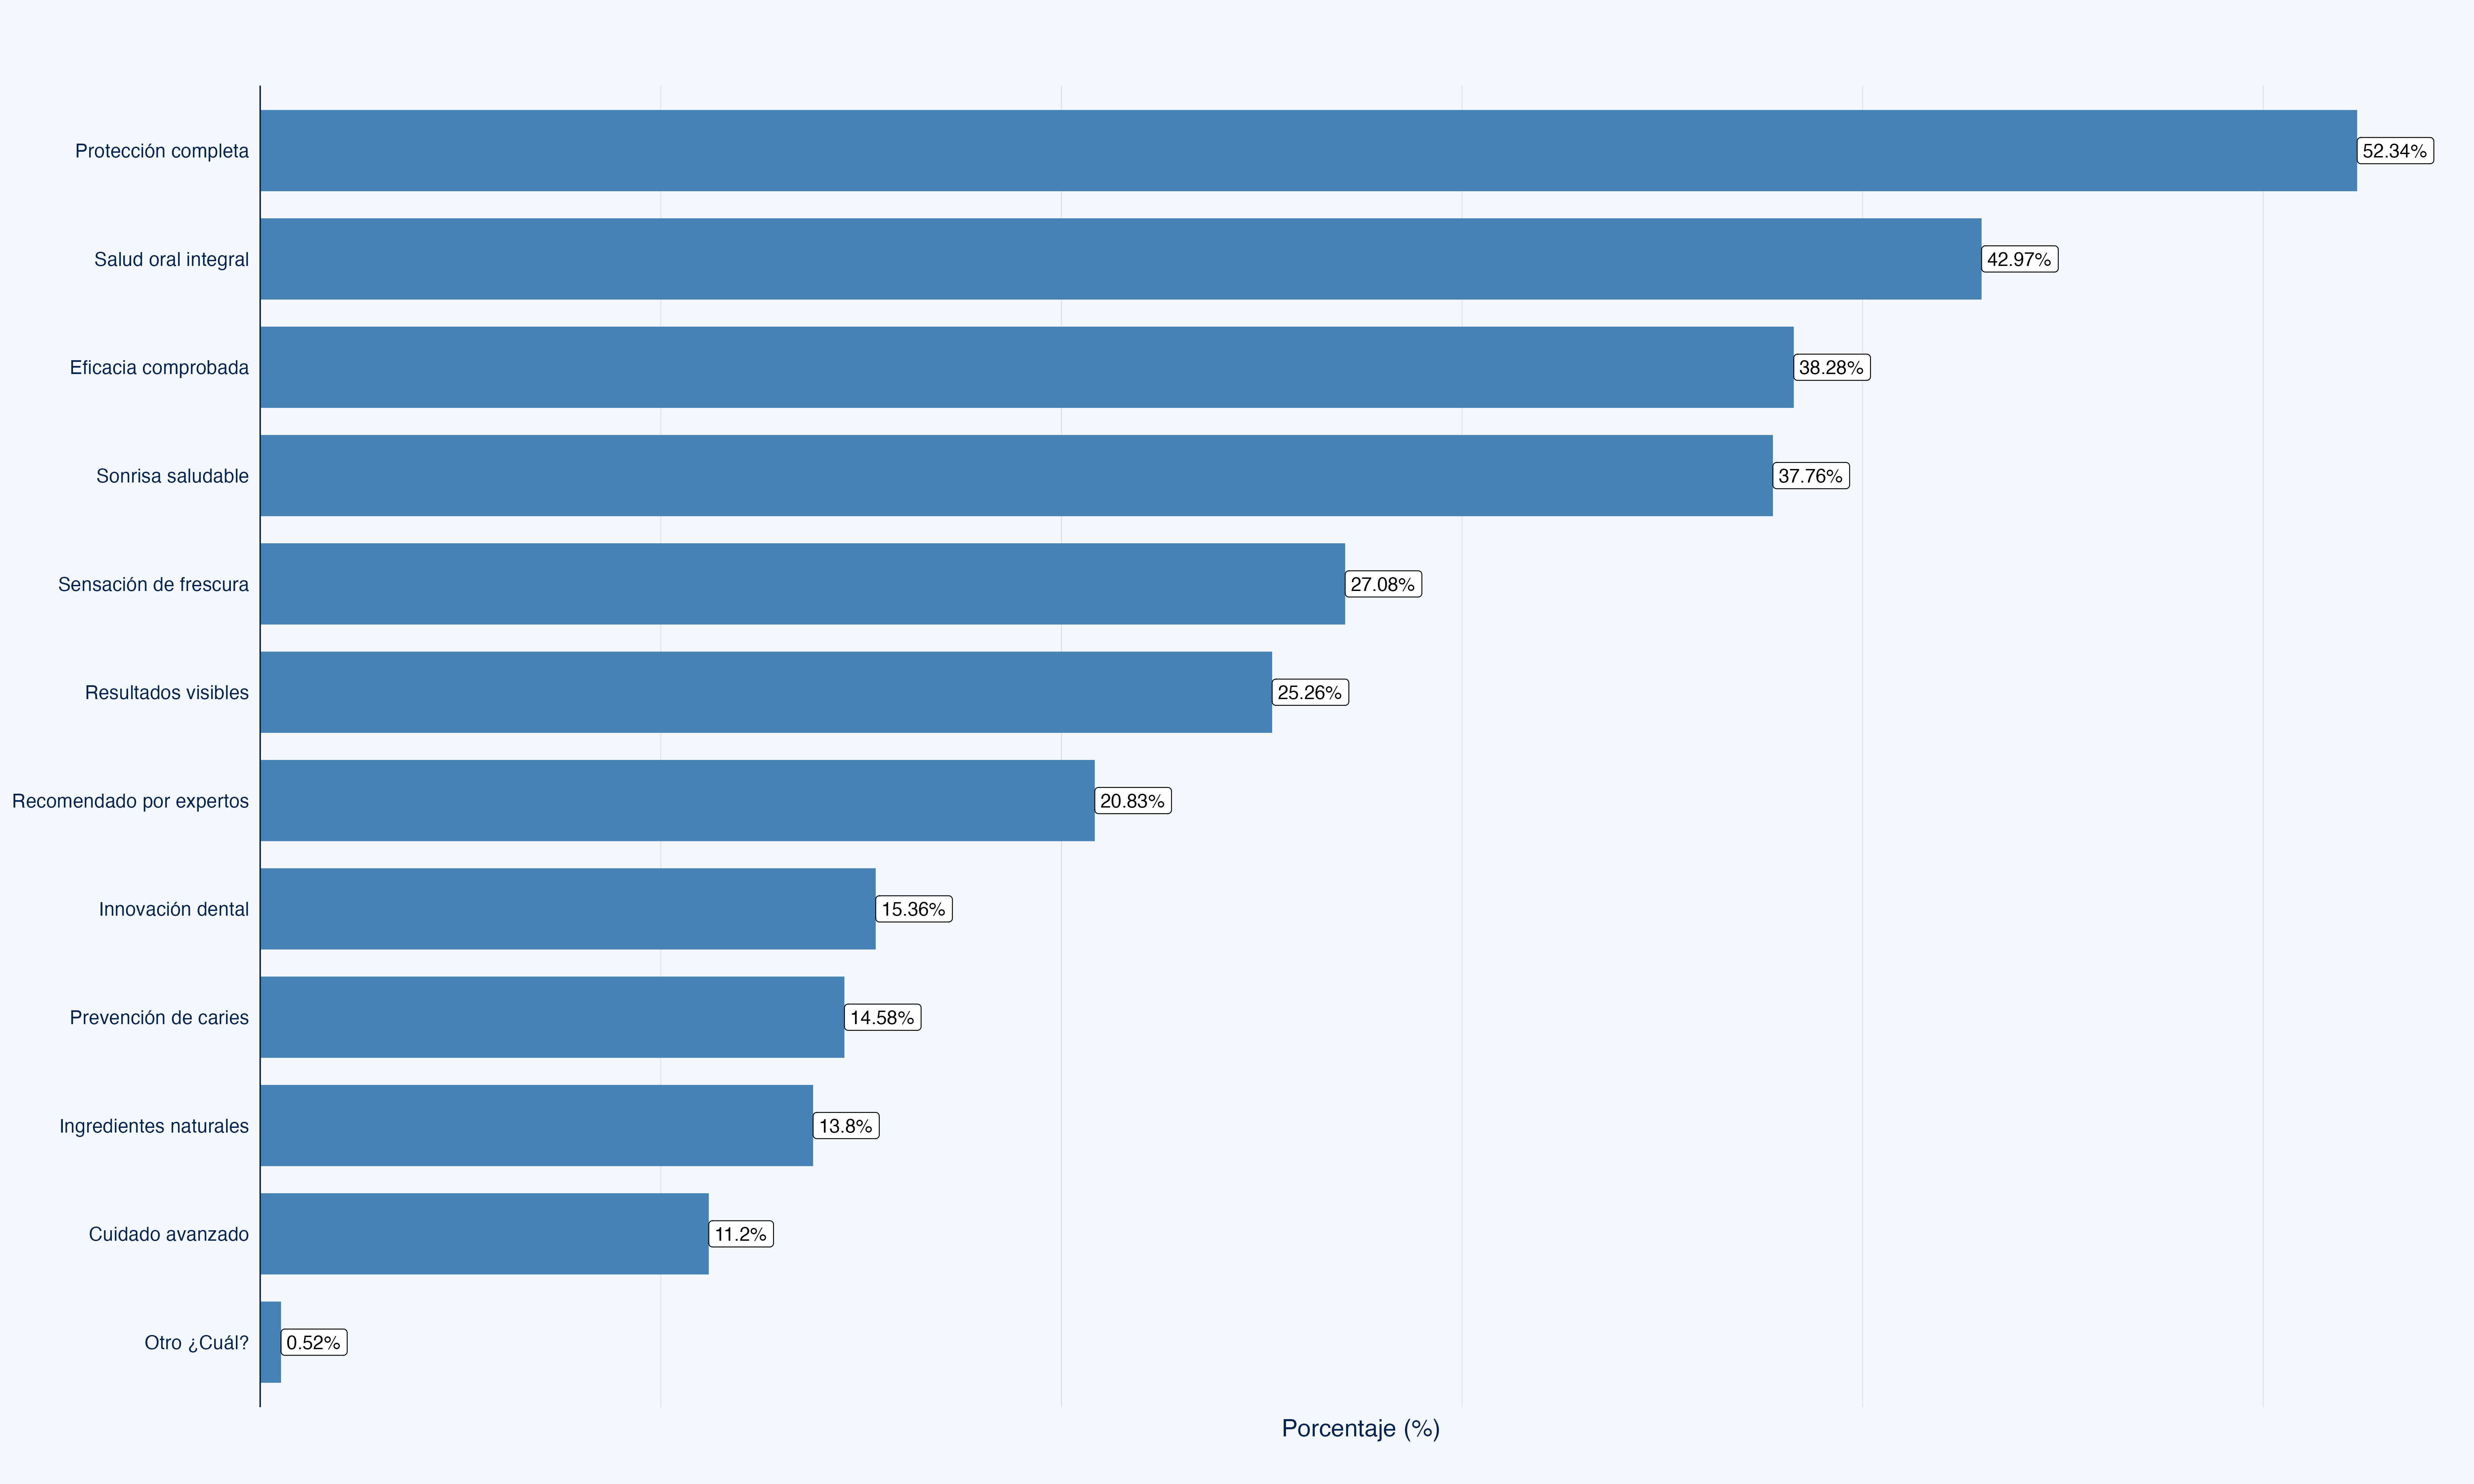 Protección completa 52.34%
Salud oral integral 42.97%
Eficacia comprobada 38.28%
Sonrisa saludable 37.76%
Sensación de frescura 27.08%
Resultados visibles 25.26%
Recomendado por expertos 20.83%
Innovación dental 15.36%
Prevención de caries 14.58%
Ingredientes naturales 13.8%
Cuidado avanzado 11.2%
Otro ¿Cuál? 0.52%
Porcentaje (%)